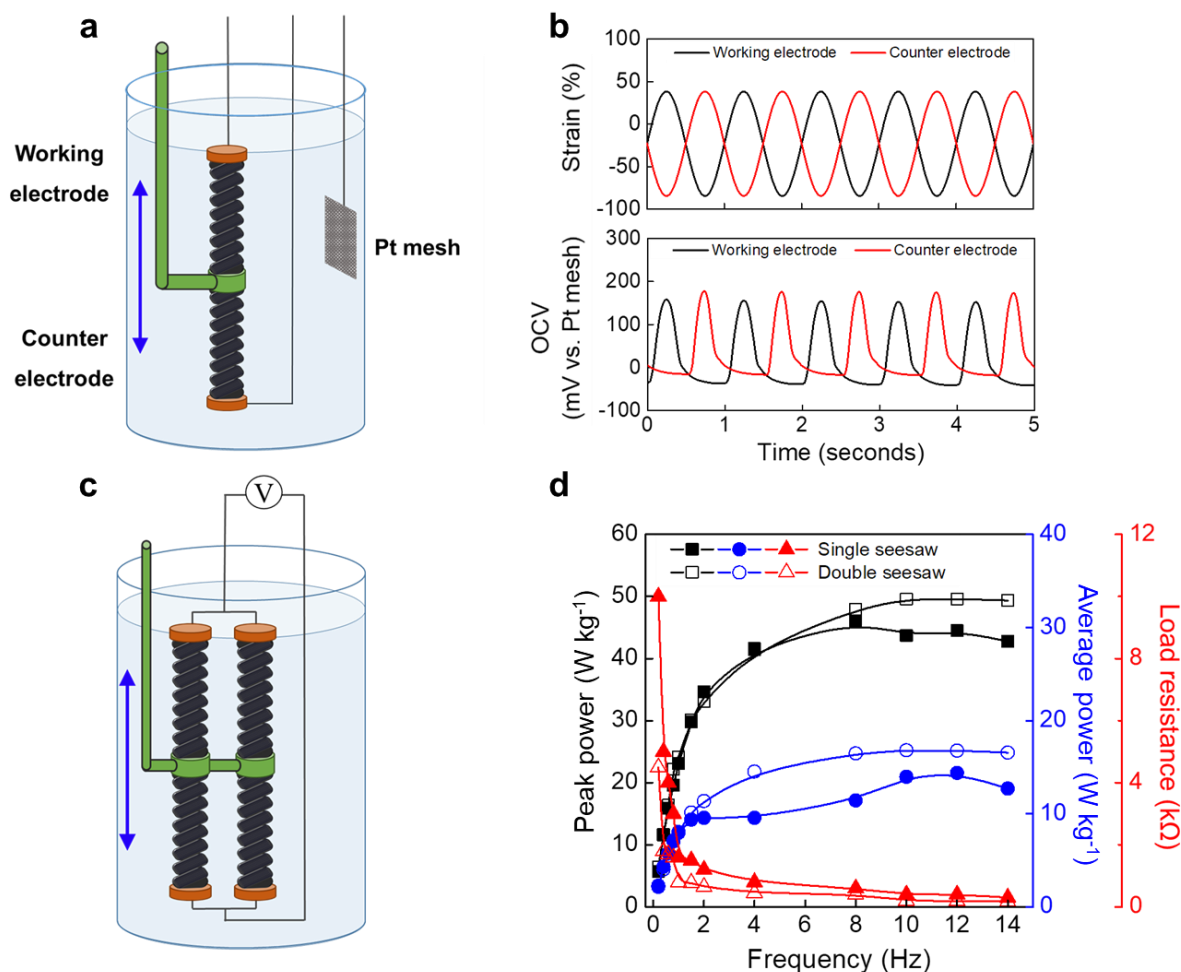 a
Working
electrode
Counter
electrode
Pt mesh
b
Working electrode
Counter electrode
Strain (%)
100
50
0
-50
-100
Working electrode
Counter electrode
OCV
(mV vs. Pt mesh)
300
200
100
0
-100
0
1
2
3
4
5
Time (seconds)
c
V
d
Single seesaw
Double seesaw
Peak power (W kg⁻¹)
60
50
40
30
20
10
0
Average power (W kg⁻¹)
40
30
20
10
0
Load resistance (kΩ)
12
8
4
0
0
2
4
6
8
10
12
14
Frequency (Hz)